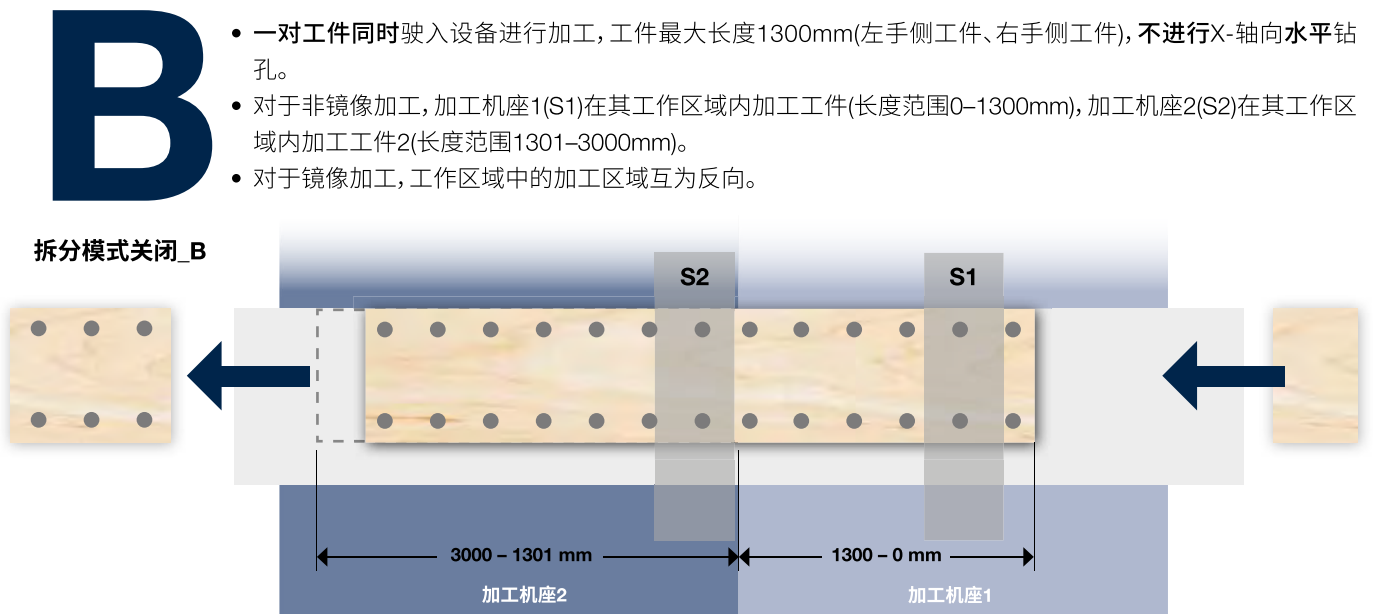 B
• 一对工件同时驶入设备进行加工，工件最大长度1300mm(左手侧工件、右手侧工件)，不进行X-轴向水平钻
孔。
• 对于非镜像加工，加工机座1(S1)在其工作区域内加工工件(长度范围0–1300mm)，加工机座2(S2)在其工作区
域内加工工件2(长度范围1301–3000mm)。
• 对于镜像加工，工作区域中的加工区域互为反向。
拆分模式关闭_B
S2
S1
3000 – 1301 mm
1300 – 0 mm
加工机座2
加工机座1